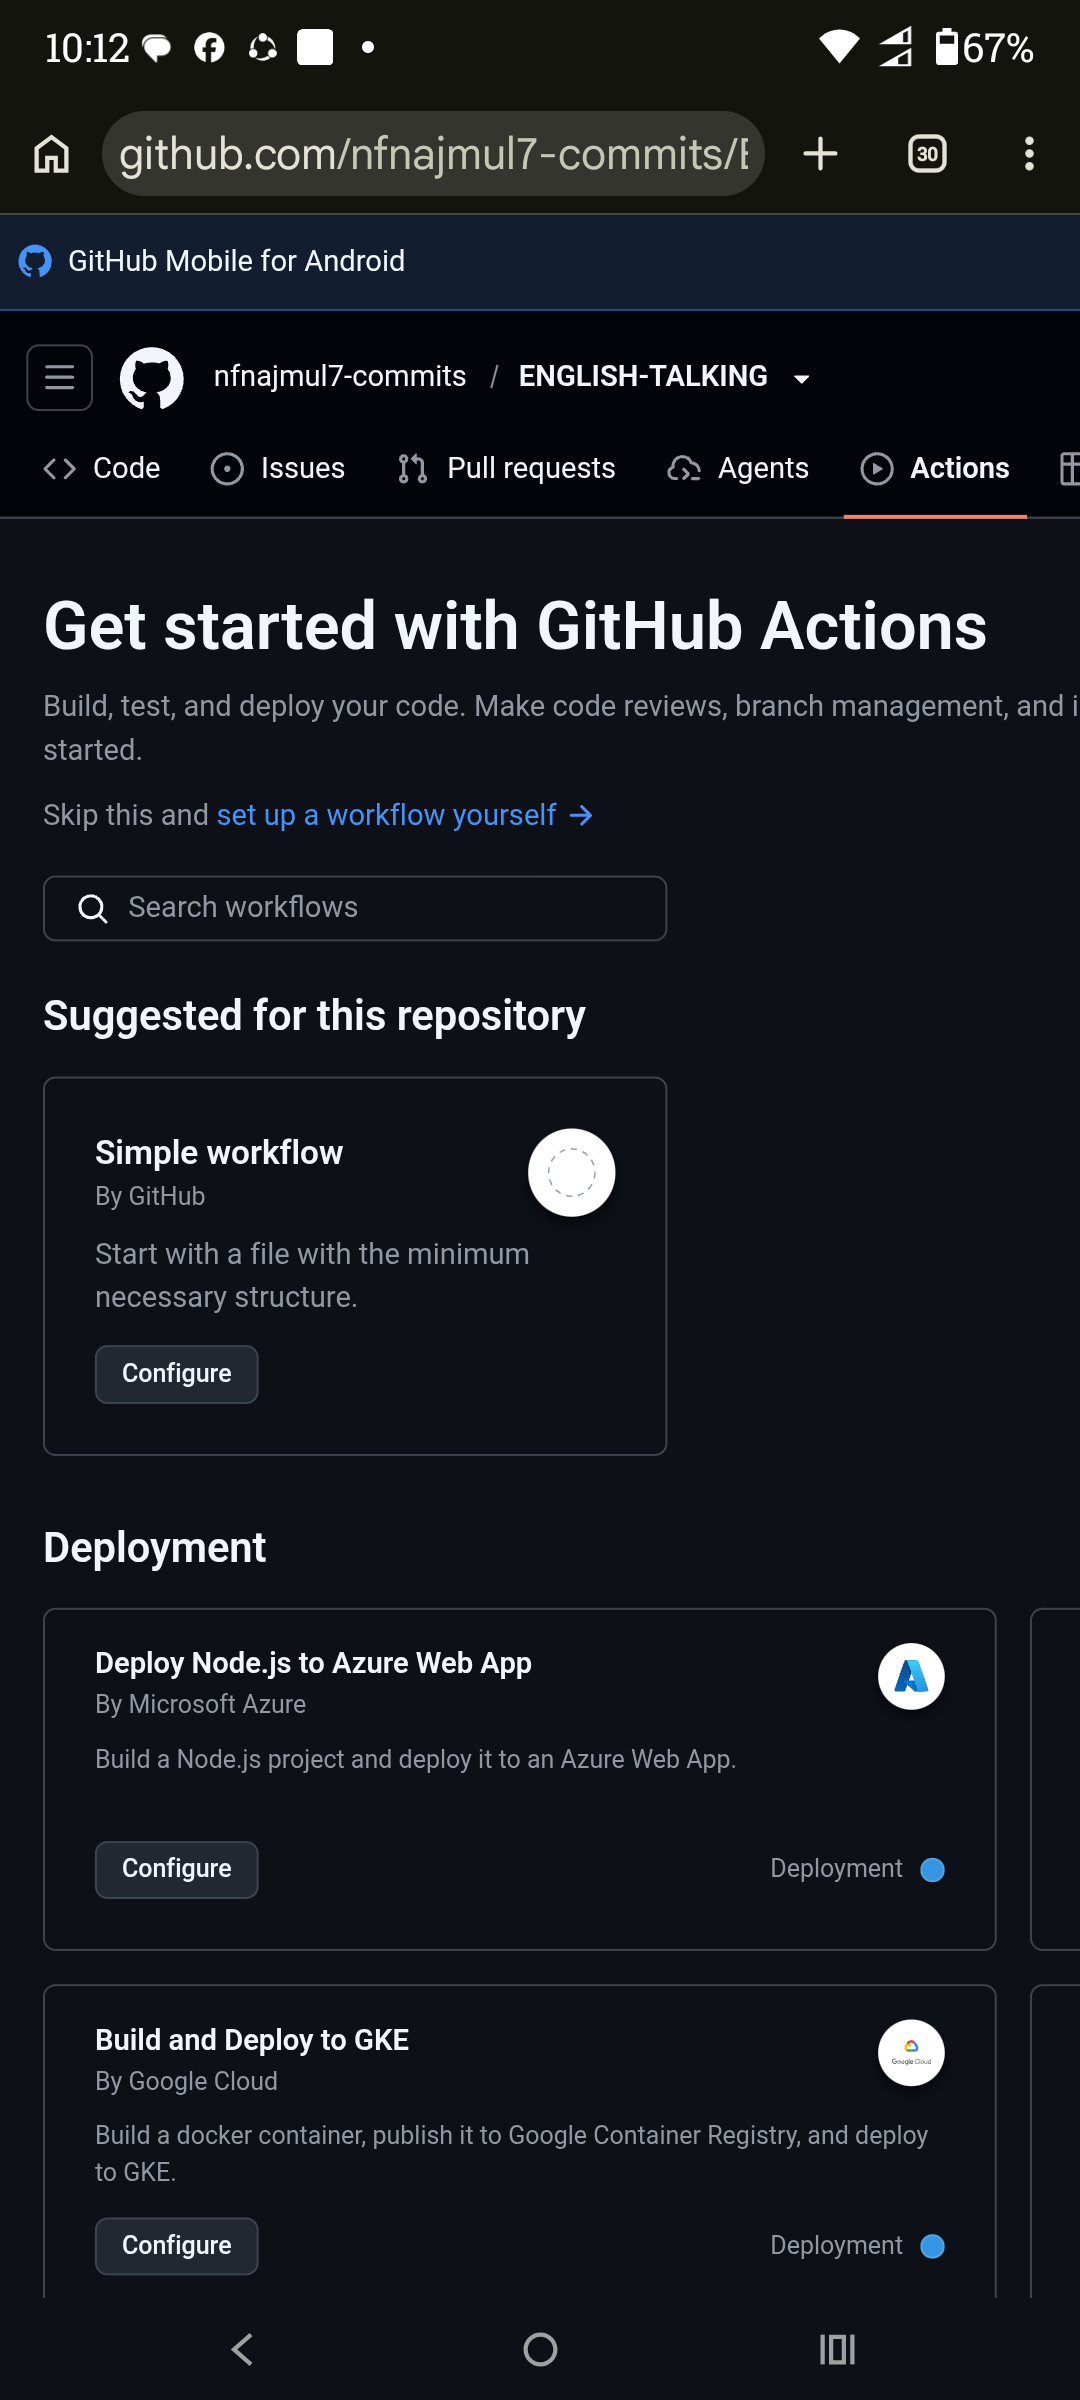 10:12
67%
github.com/nfnajmul7-commits/E
30
GitHub Mobile for Android
nfnajmul7-commits / ENGLISH-TALKING
Code
Issues
Pull requests
Agents
Actions
Get started with GitHub Actions
Build, test, and deploy your code. Make code reviews, branch management, and i
started.
Skip this and set up a workflow yourself →
Search workflows
Suggested for this repository
Simple workflow
By GitHub
Start with a file with the minimum
necessary structure.
Configure
Deployment
Deploy Node.js to Azure Web App
By Microsoft Azure
Build a Node.js project and deploy it to an Azure Web App.
Configure
Deployment
Build and Deploy to GKE
By Google Cloud
Google Cloud
Build a docker container, publish it to Google Container Registry, and deploy
to GKE.
Configure
Deployment